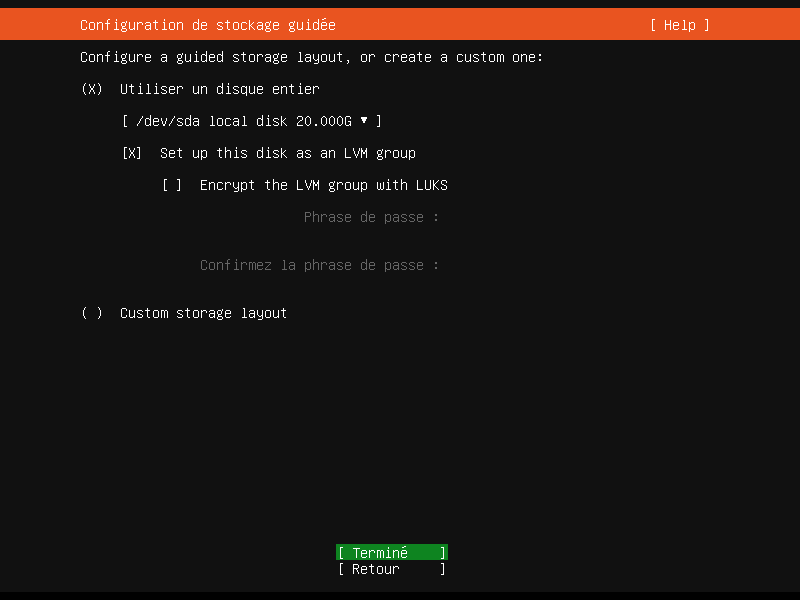 Configuration de stockage guidée [ Help ]
Configure a guided storage layout, or create a custom one:
(X) Utiliser un disque entier
[ /dev/sda local disk 20.000G ▾ ]
[X] Set up this disk as an LVM group
[ ] Encrypt the LVM group with LUKS
Phrase de passe :
Confirmez la phrase de passe :
( ) Custom storage layout
[ Terminé ]
[ Retour ]